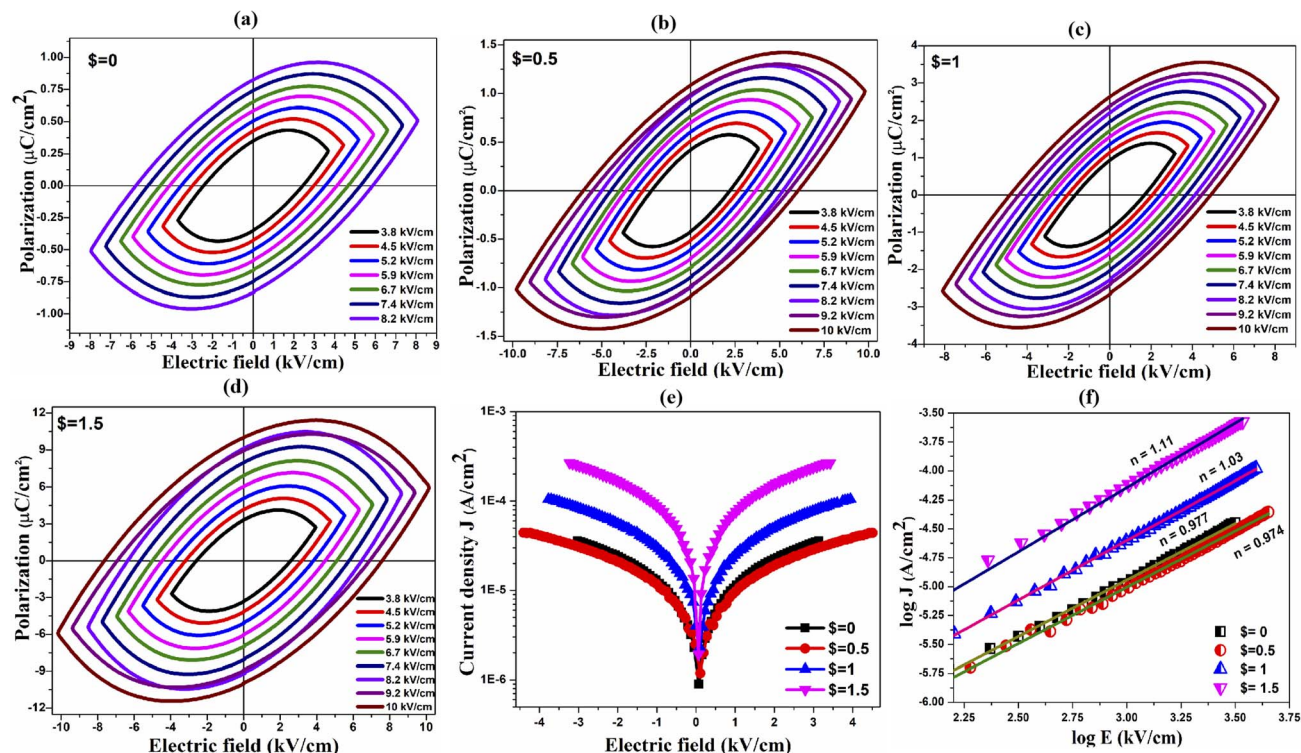 (a)
$=0
Polarization (μC/cm²)
1.00
0.75
0.50
0.25
0.00
-0.25
-0.50
-0.75
-1.00
3.8 kV/cm
4.5 kV/cm
5.2 kV/cm
5.9 kV/cm
6.7 kV/cm
7.4 kV/cm
8.2 kV/cm
-9 -8 -7 -6 -5 -4 -3 -2 -1 0 1 2 3 4 5 6 7 8 9
Electric field (kV/cm)
(b)
$=0.5
Polarization (μC/cm²)
1.5
1.0
0.5
0.0
-0.5
-1.0
-1.5
3.8 kV/cm
4.5 kV/cm
5.2 kV/cm
5.9 kV/cm
6.7 kV/cm
7.4 kV/cm
8.2 kV/cm
9.2 kV/cm
10 kV/cm
-10.0 -7.5 -5.0 -2.5 0.0 2.5 5.0 7.5 10.0
Electric field (kV/cm)
(c)
$=1
Polarization (μC/cm²)
4
3
2
1
0
-1
-2
-3
-4
3.8 kV/cm
4.5 kV/cm
5.2 kV/cm
5.9 kV/cm
6.7 kV/cm
7.4 kV/cm
8.2 kV/cm
9.2 kV/cm
10 kV/cm
-8 -6 -4 -2 0 2 4 6 8
Electric field (kV/cm)
(d)
$=1.5
Polarization (μC/cm²)
12
9
6
3
0
-3
-6
-9
-12
3.8 kV/cm
4.5 kV/cm
5.2 kV/cm
5.9 kV/cm
6.7 kV/cm
7.4 kV/cm
8.2 kV/cm
9.2 kV/cm
10 kV/cm
-10 -8 -6 -4 -2 0 2 4 6 8 10
Electric field (kV/cm)
(e)
Current density J (A/cm²)
1E-3
1E-4
1E-5
1E-6
$=0
$=0.5
$=1
$=1.5
-4 -3 -2 -1 0 1 2 3 4
Electric field (kV/cm)
(f)
log J (A/cm²)
-3.50
-3.75
-4.00
-4.25
-4.50
-4.75
-5.00
-5.25
-5.50
-5.75
-6.00
n = 1.11
n = 1.03
n = 0.977
n = 0.974
$= 0
$=0.5
$= 1
$= 1.5
2.25 2.50 2.75 3.00 3.25 3.50 3.75
log E (kV/cm)